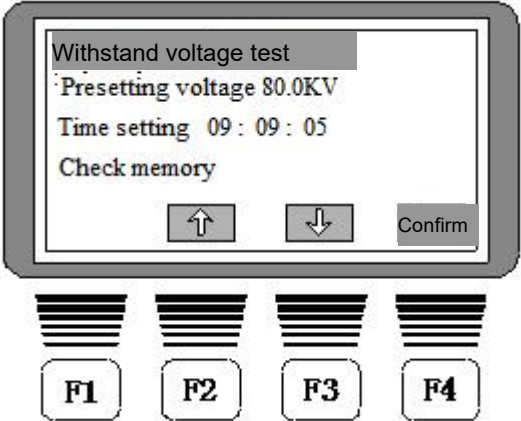 Withstand voltage test
Presetting voltage 80.0KV
Time setting 09 : 09 : 05
Check memory
Confirm
F1 F2 F3 F4